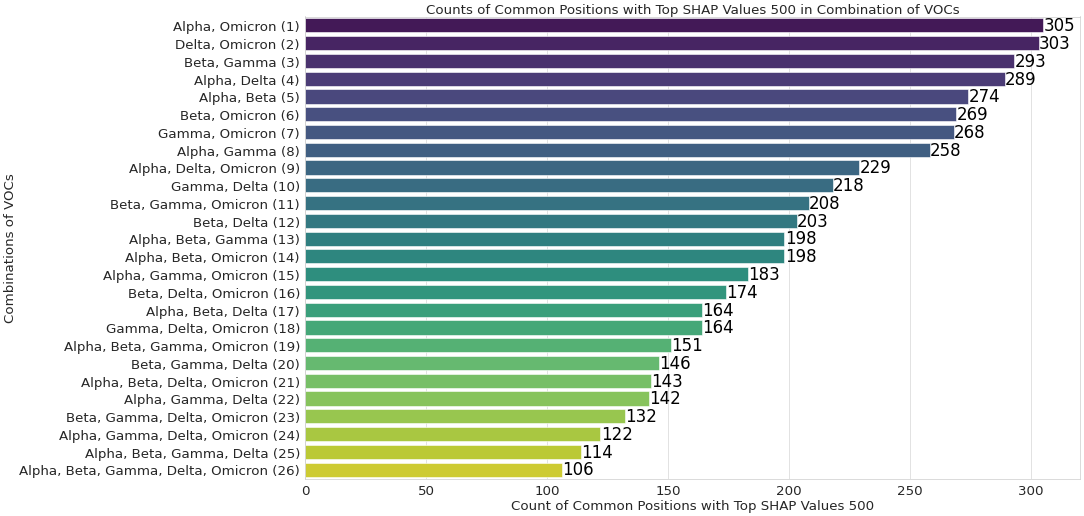 Counts of Common Positions with Top SHAP Values 500 in Combination of VOCs
Combinations of VOCs
Alpha, Omicron (1) 305
Delta, Omicron (2) 303
Beta, Gamma (3) 293
Alpha, Delta (4) 289
Alpha, Beta (5) 274
Beta, Omicron (6) 269
Gamma, Omicron (7) 268
Alpha, Gamma (8) 258
Alpha, Delta, Omicron (9) 229
Gamma, Delta (10) 218
Beta, Gamma, Omicron (11) 208
Beta, Delta (12) 203
Alpha, Beta, Gamma (13) 198
Alpha, Beta, Omicron (14) 198
Alpha, Gamma, Omicron (15) 183
Beta, Delta, Omicron (16) 174
Alpha, Beta, Delta (17) 164
Gamma, Delta, Omicron (18) 164
Alpha, Beta, Gamma, Omicron (19) 151
Beta, Gamma, Delta (20) 146
Alpha, Beta, Delta, Omicron (21) 143
Alpha, Gamma, Delta (22) 142
Beta, Gamma, Delta, Omicron (23) 132
Alpha, Gamma, Delta, Omicron (24) 122
Alpha, Beta, Gamma, Delta (25) 114
Alpha, Beta, Gamma, Delta, Omicron (26) 106
0 50 100 150 200 250 300
Count of Common Positions with Top SHAP Values 500